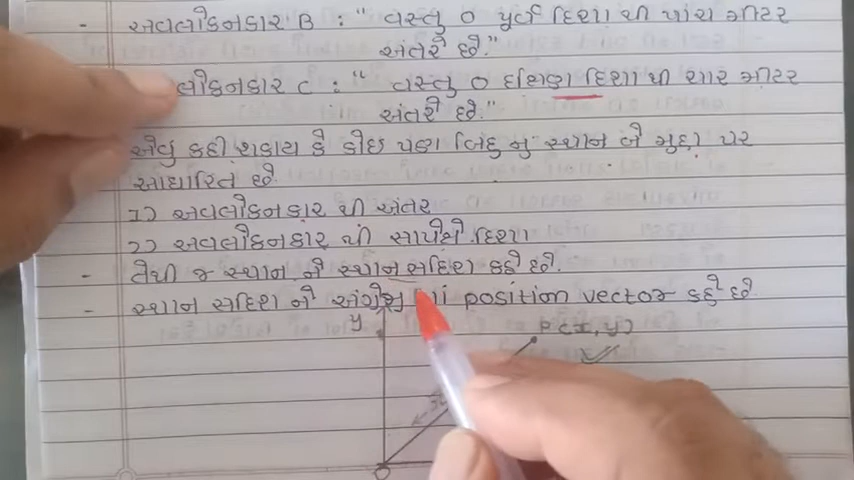 - અવલોકનકાર B : " વસ્તુ O પૂર્વ દિશા થી પાંચ મીટર
અંતરે છે."
લોકનકાર C : " વસ્તુ O દક્ષિણ દિશા થી ચાર મીટર
અંતરે છે."
એવું કહી શકાય કે કોઇ પણ બિંદુ નુ સ્થાન બે મુદ્દા પર
આધારિત છે.
1) અવલોકનકાર થી અંતર
2) અવલોકનકાર થી સાપેક્ષે દિશા
- તેથી જ સ્થાન ને સ્થાન સદિશ કહે છે.
- સ્થાન સદિશ ને અંગ્રેજી માં position vector કહે છે.
y P(x,y)
O